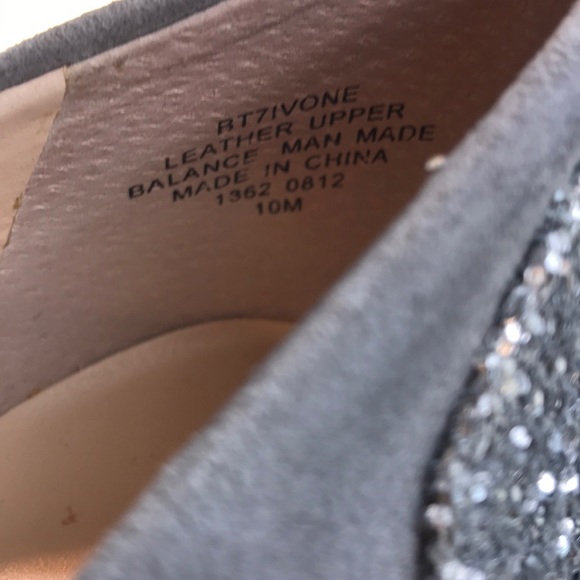 RT7IVONE
LEATHER UPPER
BALANCE MAN MADE
MADE IN CHINA
1362 0812
10M